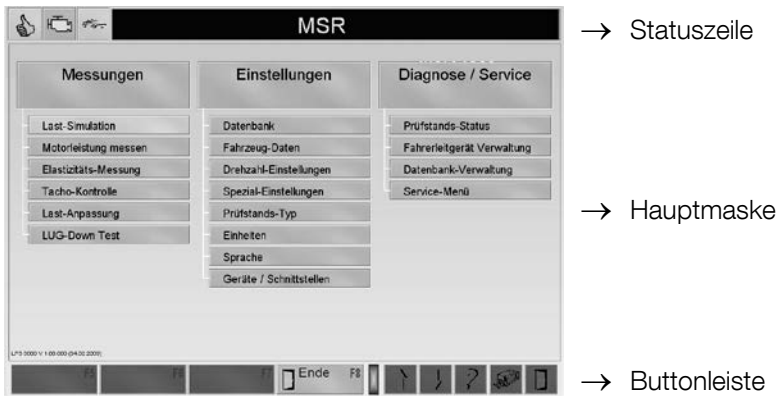 MSR
→ Statuszeile
Messungen
Einstellungen
Diagnose / Service
Last-Simulation
Datenbank
Prüfstands-Status
Motorleistung messen
Fahrzeug-Daten
Fahrerleitgerät Verwaltung
Elastizitäts-Messung
Drehzahl-Einstellungen
Datenbank-Verwaltung
Tacho-Kontrolle
Spezial-Einstellungen
Service-Menü
Last-Anpassung
Prüfstands-Typ
→ Hauptmaske
LUG-Down Test
Einheiten
Sprache
Geräte / Schnittstellen
F5
F6
F7
Ende F8
→ Buttonleiste